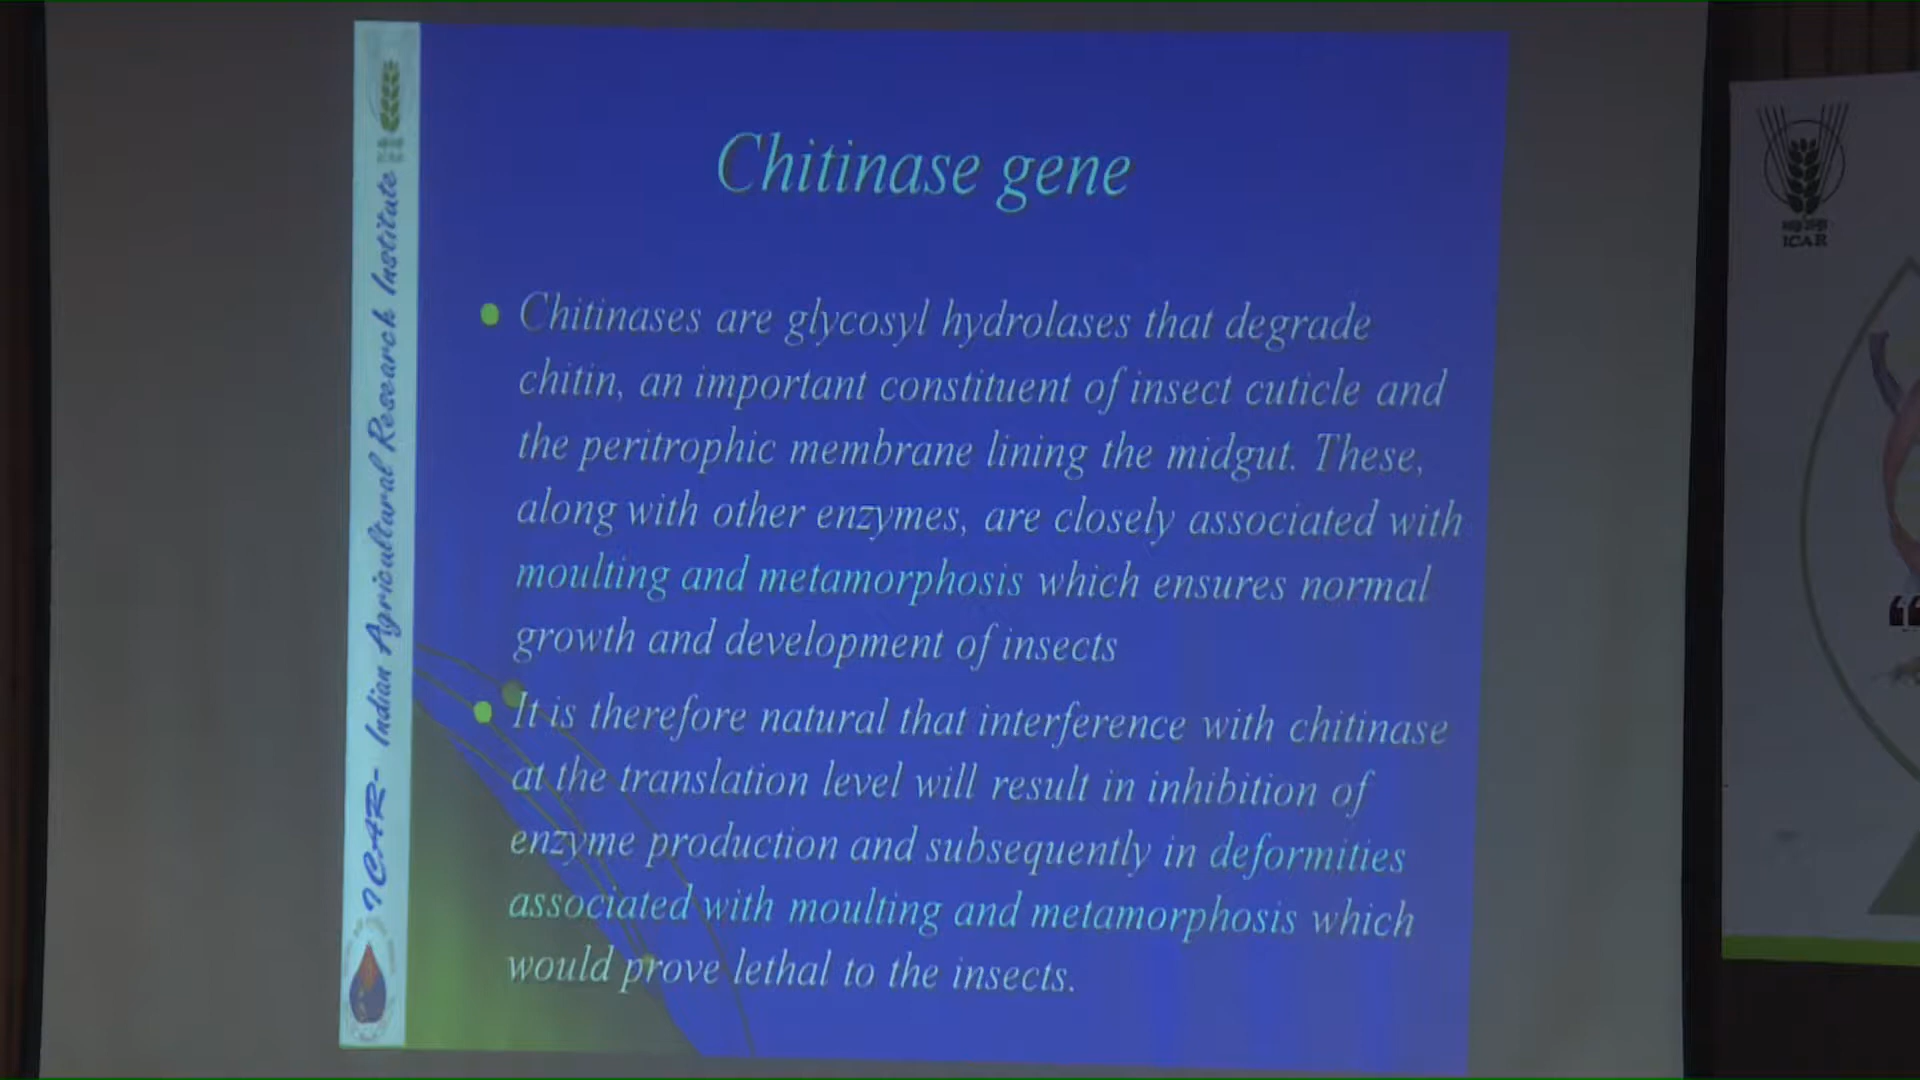 Chitinase gene
Chitinases are glycosyl hydrolases that degrade
chitin, an important constituent of insect cuticle and
the peritrophic membrane lining the midgut. These,
along with other enzymes, are closely associated with
moulting and metamorphosis which ensures normal
growth and development of insects
It is therefore natural that interference with chitinase
at the translation level will result in inhibition of
enzyme production and subsequently in deformities
associated with moulting and metamorphosis which
would prove lethal to the insects.
ICAR- Indian Agricultural Research Institute
ICAR